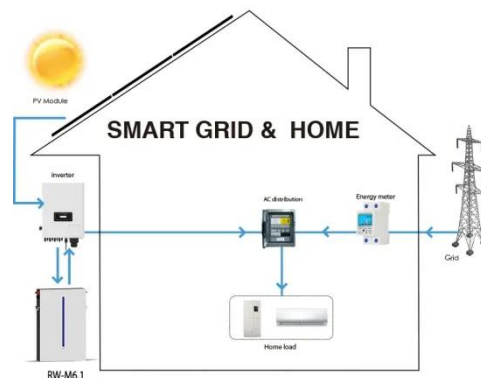 PV Module
SMART GRID & HOME
inverter
AC distribution
Energy meter
Grid
Home load
RW-M6.1